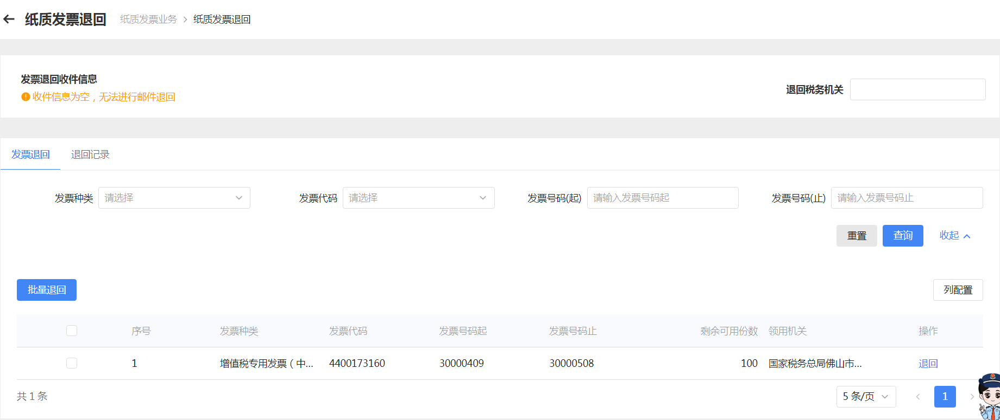 纸质发票退回 纸质发票业务 > 纸质发票退回
发票退回收件信息
收件信息为空，无法进行邮件退回
退回税务机关
发票退回 退回记录
发票种类 请选择 发票代码 请选择 发票号码(起) 请输入发票号码起 发票号码(止) 请输入发票号码止
重置 查询 收起
批量退回 列配置
序号 发票种类 发票代码 发票号码起 发票号码止 剩余可用份数 领用机关 操作
1 增值税专用发票（中... 4400173160 30000409 30000508 100 国家税务总局佛山市... 退回
共 1 条 5 条/页 1